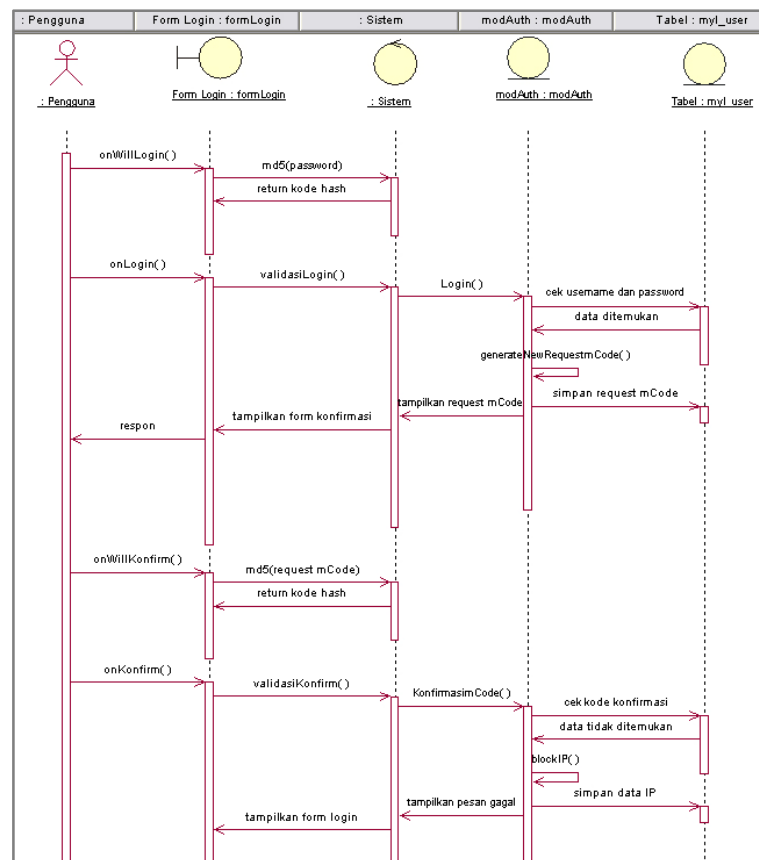 : Pengguna
Form Login : formLogin
: Sistem
modAuth : modAuth
Tabel : myl_user
: Pengguna
Form Login : formLogin
: Sistem
modAuth : modAuth
Tabel : myl_user
onWillLogin()
md5(password)
return kode hash
onLogin()
validasiLogin()
Login()
cek username dan password
data ditemukan
generateNewRequestmCode()
simpan request mCode
tampilkan request mCode
tampilkan form konfirmasi
respon
onWillKonfirm()
md5(request mCode)
return kode hash
onKonfirm()
validasiKonfirm()
KonfirmasimCode()
cek kode konfirmasi
data tidak ditemukan
blockIP()
simpan data IP
tampilkan pesan gagal
tampilkan form login